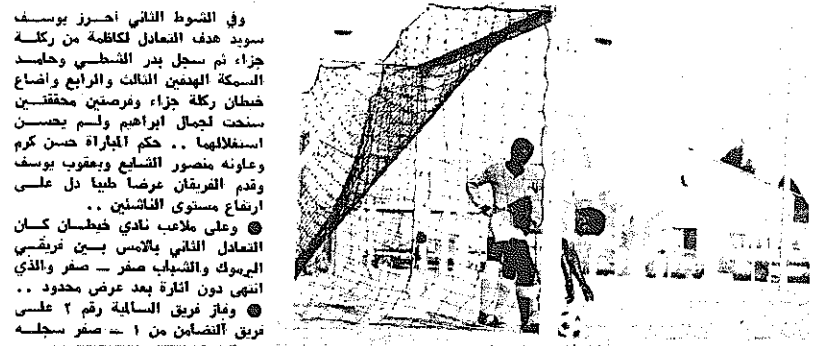 وفي الشوط الثاني أحرز يوسف
سويد هدف التعادل لكاظمة من ركلة
جزاء ثم سجل بدر الشطي وحامد
السمكة الهدفين الثالث والرابع وأضاع
خيطان ركلة جزاء وفرصتين محققتين
سنحت لجمال ابراهيم ولم يحسن
استغلالهما .. حكم المباراة حسن كرم
وعاونه منصور الشايع ويعقوب يوسف
وقدم الفريقان عرضا طيبا دل على
ارتفاع مستوى الناشئين ..
● وعلى ملاعب نادي خيطان كان
التعادل الثاني بالامس بين فريقي
اليرموك والشباب صفر — صفر والذي
انتهى دون اثارة بعد عرض محدود ..
● وفاز فريق السالمية رقم ٢ على
فريق التضامن من ١ — صفر سجله